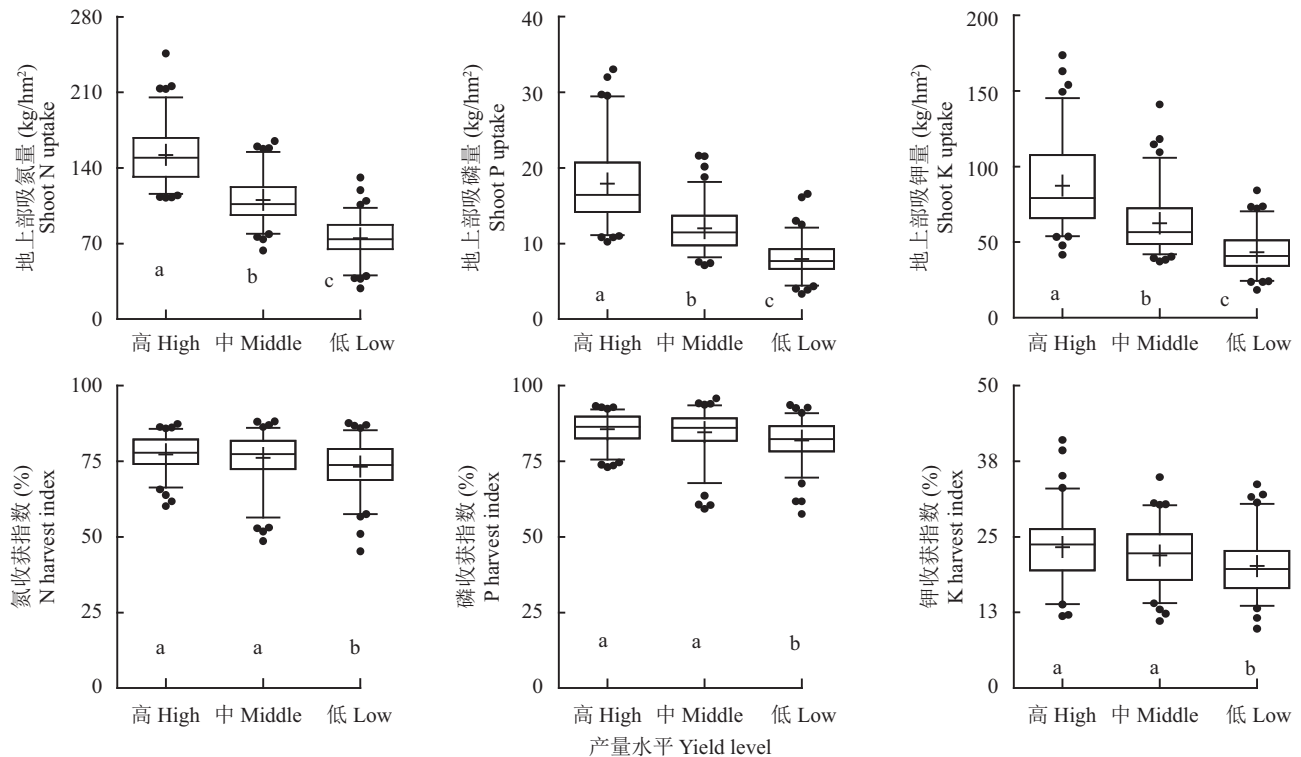 地上部吸氮量 (kg/hm²)
Shoot N uptake
280
210
140
70
0
a
b
c
高 High
中 Middle
低 Low
地上部吸磷量 (kg/hm²)
Shoot P uptake
40
30
20
10
0
a
b
c
高 High
中 Middle
低 Low
地上部吸钾量 (kg/hm²)
Shoot K uptake
200
150
100
50
0
a
b
c
高 High
中 Middle
低 Low
氮收获指数 (%)
N harvest index
100
75
50
25
0
a
a
b
高 High
中 Middle
低 Low
磷收获指数 (%)
P harvest index
100
75
50
25
0
a
a
b
高 High
中 Middle
低 Low
钾收获指数 (%)
K harvest index
50
38
25
13
0
a
a
b
高 High
中 Middle
低 Low
产量水平 Yield level